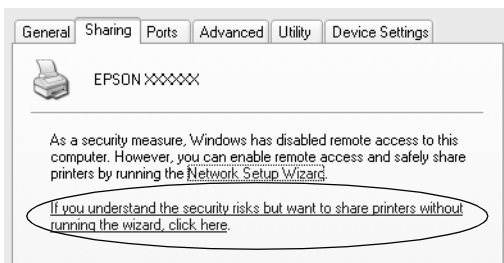 General Sharing Ports Advanced Utility Device Settings
EPSON XXXXXX
As a security measure, Windows has disabled remote access to this
computer. However, you can enable remote access and safely share
printers by running the Network Setup Wizard.
If you understand the security risks but want to share printers without
running the wizard, click here.